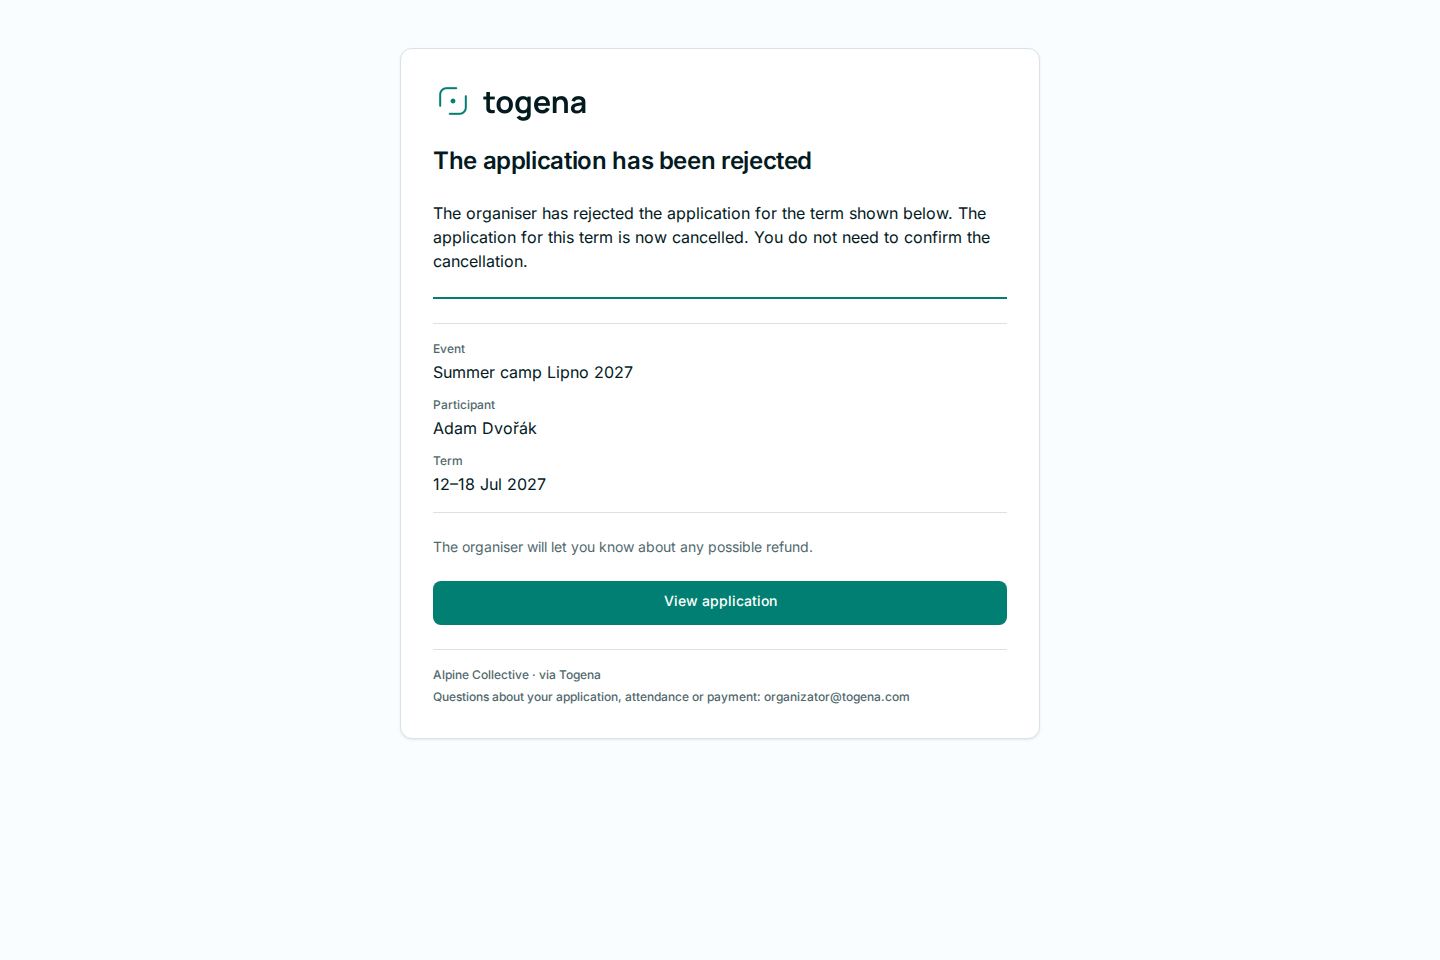 togena
The application has been rejected
The organiser has rejected the application for the term shown below. The
application for this term is now cancelled. You do not need to confirm the
cancellation.
Event
Summer camp Lipno 2027
Participant
Adam Dvořák
Term
12–18 Jul 2027
The organiser will let you know about any possible refund.
View application
Alpine Collective · via Togena
Questions about your application, attendance or payment: organizator@togena.com